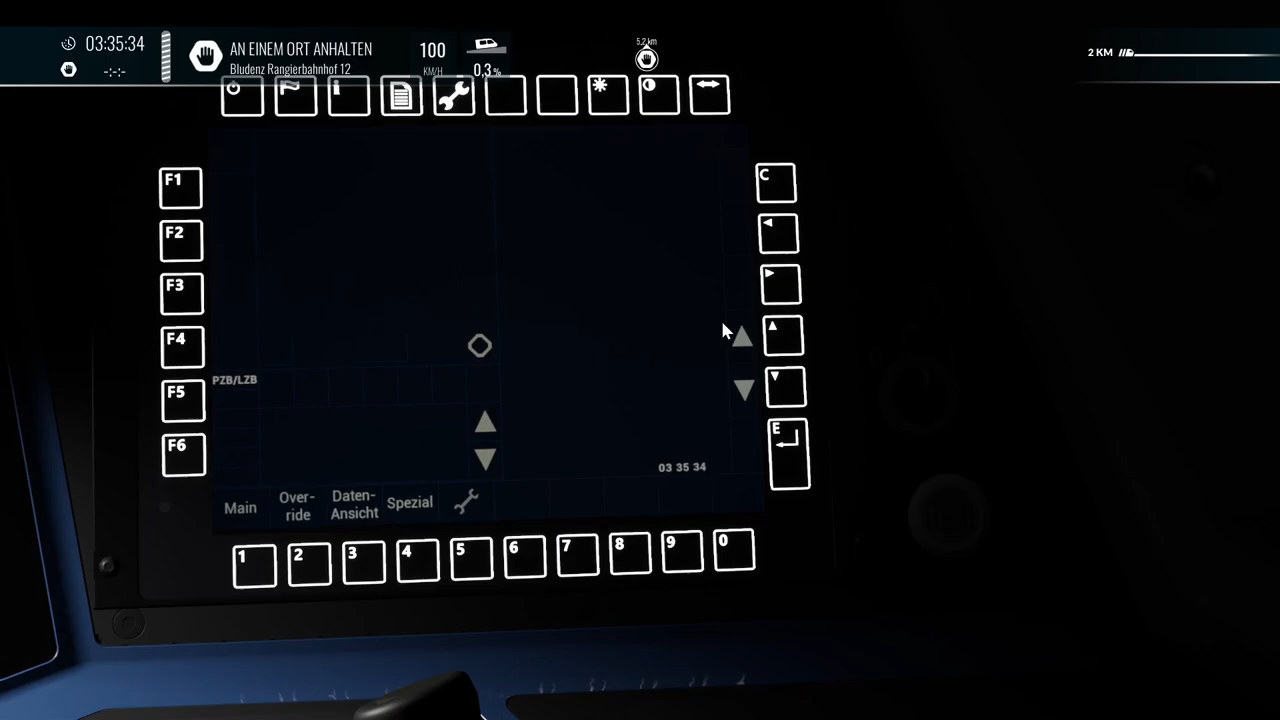 03:35:34
-:-:-
AN EINEM ORT ANHALTEN
Bludenz Rangierbahnhof 12
100
KM/H
0,3 %
5,2 km
2 KM
i
F1
F2
F3
F4
F5
F6
C
E
PZB/LZB
03 35 34
Main
Over-
ride
Daten-
Ansicht
Spezial
1
2
3
4
5
6
7
8
9
0